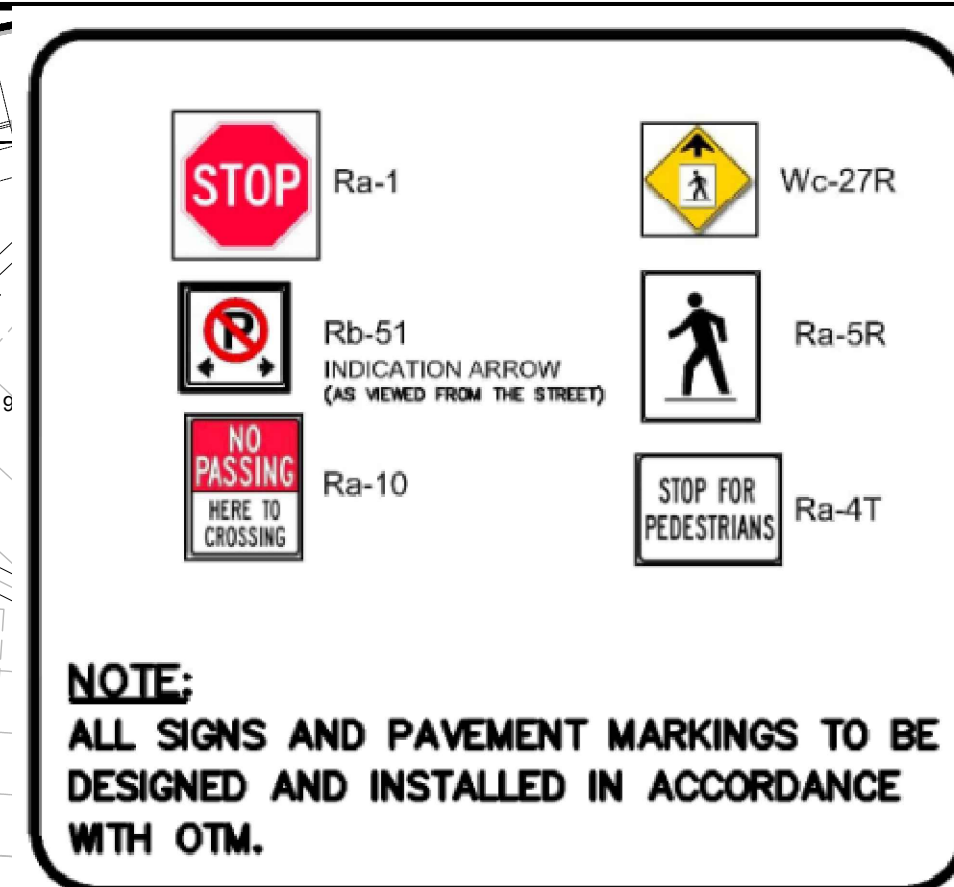 STOP
Ra-1
P
Rb-51
INDICATION ARROW
(AS VIEWED FROM THE STREET)
NO
PASSING
HERE TO
CROSSING
Ra-10
Wc-27R
Ra-5R
STOP FOR
PEDESTRIANS
Ra-4T
NOTE:
ALL SIGNS AND PAVEMENT MARKINGS TO BE
DESIGNED AND INSTALLED IN ACCORDANCE
WITH OTM.
9